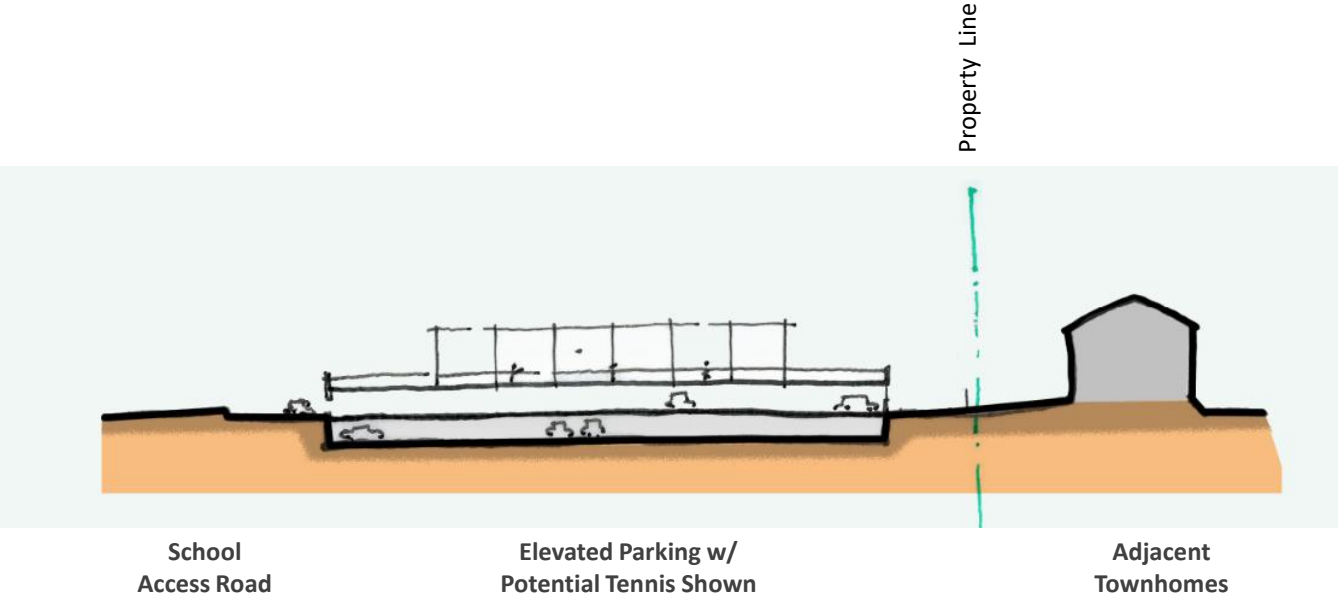 Property Line
School
Access Road
Elevated Parking w/
Potential Tennis Shown
Adjacent
Townhomes